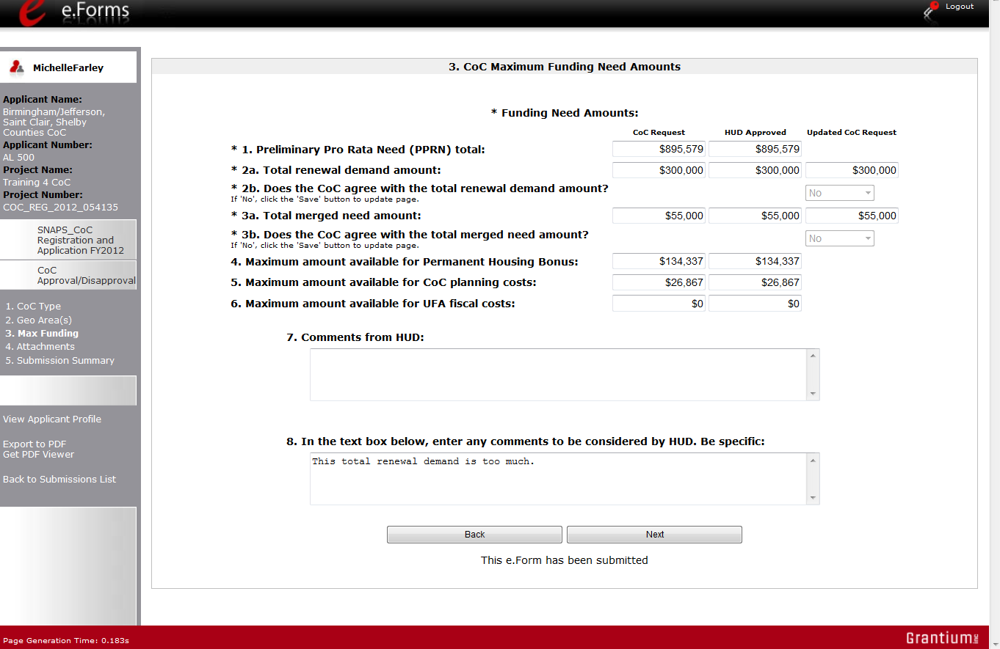 e.Forms
Logout
MichelleFarley
Applicant Name:
Birmingham/Jefferson,
Saint Clair, Shelby
Counties CoC
Applicant Number:
AL 500
Project Name:
Training 4 CoC
Project Number:
COC_REG_2012_054135
SNAPS_CoC
Registration and
Application FY2012
CoC
Approval/Disapproval
1. CoC Type
2. Geo Area(s)
3. Max Funding
4. Attachments
5. Submission Summary
View Applicant Profile
Export to PDF
Get PDF Viewer
Back to Submissions List
3. CoC Maximum Funding Need Amounts
* Funding Need Amounts:
CoC Request HUD Approved Updated CoC Request
* 1. Preliminary Pro Rata Need (PPRN) total: $895,579 $895,579
* 2a. Total renewal demand amount: $300,000 $300,000 $300,000
* 2b. Does the CoC agree with the total renewal demand amount? No
If 'No', click the 'Save' button to update page.
* 3a. Total merged need amount: $55,000 $55,000 $55,000
* 3b. Does the CoC agree with the total merged need amount? No
If 'No', click the 'Save' button to update page.
4. Maximum amount available for Permanent Housing Bonus: $134,337 $134,337
5. Maximum amount available for CoC planning costs: $26,867 $26,867
6. Maximum amount available for UFA fiscal costs: $0 $0
7. Comments from HUD:
8. In the text box below, enter any comments to be considered by HUD. Be specific:
This total renewal demand is too much.
Back Next
This e.Form has been submitted
Page Generation Time: 0.183s
Grantium INC